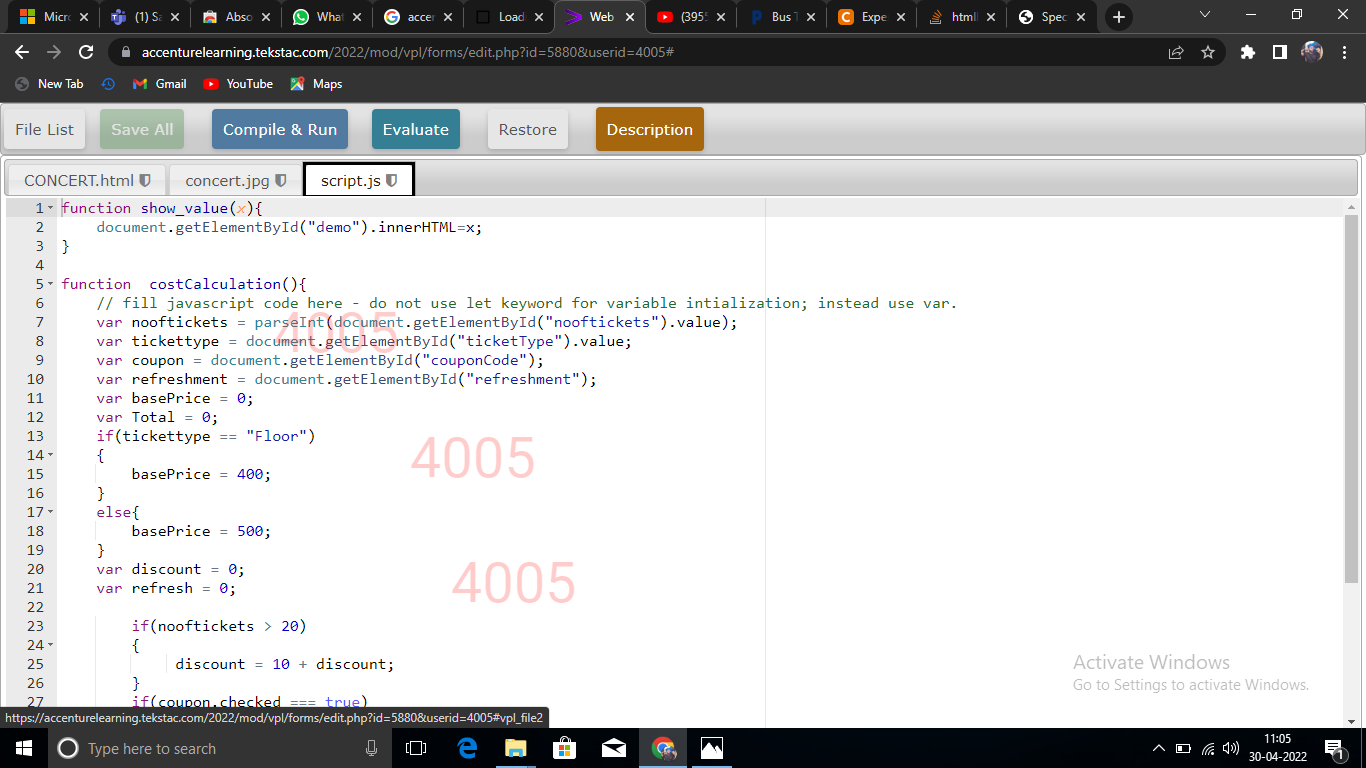 Micr
(1) Sa
Abso
What
accer
Load
Web
(395
Bus T
Expe
html
Spec
accenturelearning.tekstac.com/2022/mod/vpl/forms/edit.php?id=5880&userid=4005#
New Tab
Gmail
YouTube
Maps
File List
Save All
Compile & Run
Evaluate
Restore
Description
CONCERT.html
concert.jpg
script.js
1 function show_value(x){
2 document.getElementById("demo").innerHTML=x;
3 }
4
5 function  costCalculation(){
6 // fill javascript code here - do not use let keyword for variable intialization; instead use var.
7 var nooftickets = parseInt(document.getElementById("nooftickets").value);
8 var tickettype = document.getElementById("ticketType").value;
9 var coupon = document.getElementById("couponCode");
10 var refreshment = document.getElementById("refreshment");
11 var basePrice = 0;
12 var Total = 0;
13 if(tickettype == "Floor")
14 {
15 basePrice = 400;
16 }
17 else{
18 basePrice = 500;
19 }
20 var discount = 0;
21 var refresh = 0;
22
23 if(nooftickets > 20)
24 {
25 discount = 10 + discount;
26 }
27 if(coupon.checked === true)
4005
4005
4005
Activate Windows
Go to Settings to activate Windows.
https://accenturelearning.tekstac.com/2022/mod/vpl/forms/edit.php?id=5880&userid=4005#vpl_file2
Type here to search
11:05
30-04-2022
1